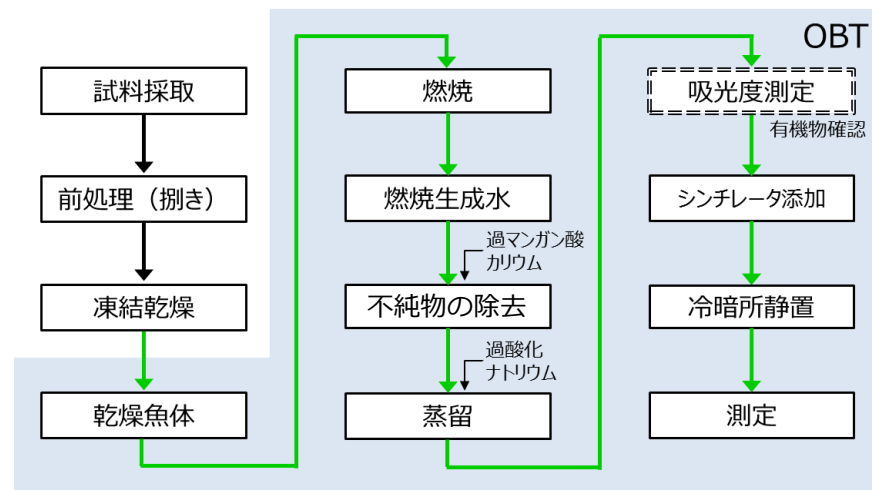 OBT
試料採取
前処理（捌き）
凍結乾燥
乾燥魚体
燃焼
燃焼生成水
過マンガン酸
カリウム
不純物の除去
過酸化
ナトリウム
蒸留
吸光度測定
有機物確認
シンチレータ添加
冷暗所静置
測定